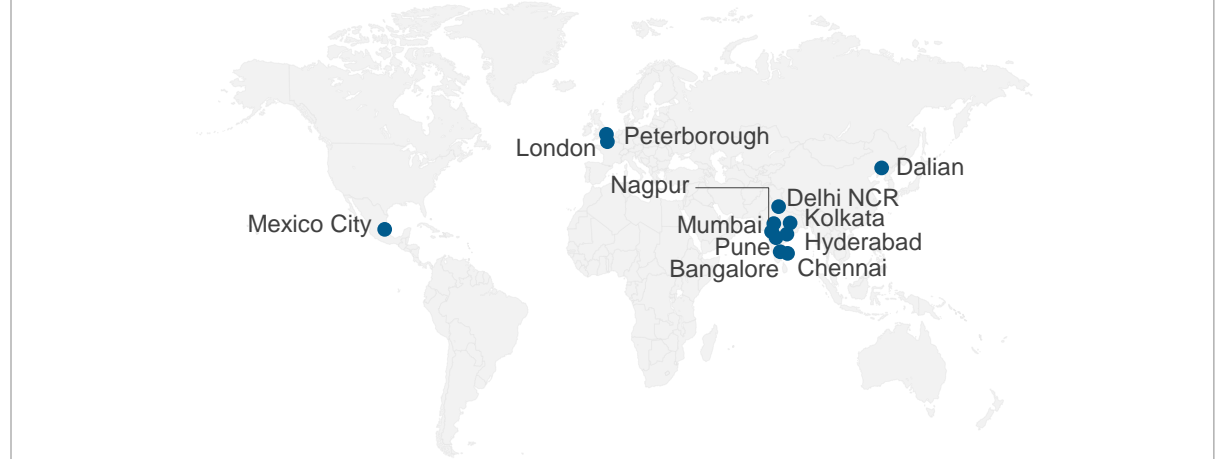 Peterborough
London
Dalian
Nagpur
Delhi NCR
Mexico City
Mumbai
Kolkata
Pune
Hyderabad
Bangalore
Chennai